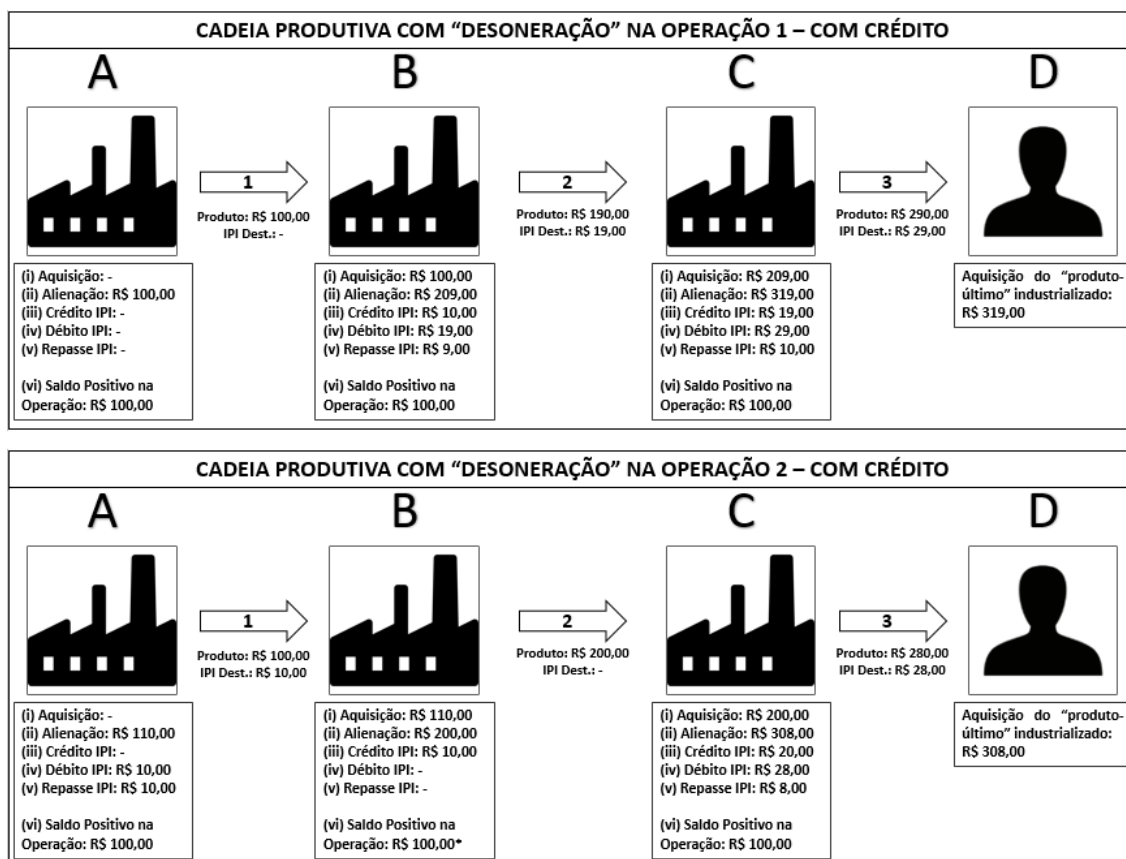 CADEIA PRODUTIVA COM “DESONERAÇÃO” NA OPERAÇÃO 1 – COM CRÉDITO
A
B
C
D
1
Produto: R$ 100,00
IPI Dest.: -
2
Produto: R$ 190,00
IPI Dest.: R$ 19,00
3
Produto: R$ 290,00
IPI Dest.: R$ 29,00
(i) Aquisição: -
(ii) Alienação: R$ 100,00
(iii) Crédito IPI: -
(iv) Débito IPI: -
(v) Repasse IPI: -
(vi) Saldo Positivo na
Operação: R$ 100,00
(i) Aquisição: R$ 100,00
(ii) Alienação: R$ 209,00
(iii) Crédito IPI: R$ 10,00
(iv) Débito IPI: R$ 19,00
(v) Repasse IPI: R$ 9,00
(vi) Saldo Positivo na
Operação: R$ 100,00
(i) Aquisição: R$ 209,00
(ii) Alienação: R$ 319,00
(iii) Crédito IPI: R$ 19,00
(iv) Débito IPI: R$ 29,00
(v) Repasse IPI: R$ 10,00
(vi) Saldo Positivo na
Operação: R$ 100,00
Aquisição do “produto-
último” industrializado:
R$ 319,00
CADEIA PRODUTIVA COM “DESONERAÇÃO” NA OPERAÇÃO 2 – COM CRÉDITO
A
B
C
D
1
Produto: R$ 100,00
IPI Dest.: R$ 10,00
2
Produto: R$ 200,00
IPI Dest.: -
3
Produto: R$ 280,00
IPI Dest.: R$ 28,00
(i) Aquisição: -
(ii) Alienação: R$ 110,00
(iii) Crédito IPI: -
(iv) Débito IPI: R$ 10,00
(v) Repasse IPI: R$ 10,00
(vi) Saldo Positivo na
Operação: R$ 100,00
(i) Aquisição: R$ 110,00
(ii) Alienação: R$ 200,00
(iii) Crédito IPI: R$ 10,00
(iv) Débito IPI: -
(v) Repasse IPI: -
(vi) Saldo Positivo na
Operação: R$ 100,00*
(i) Aquisição: R$ 200,00
(ii) Alienação: R$ 308,00
(iii) Crédito IPI: R$ 20,00
(iv) Débito IPI: R$ 28,00
(v) Repasse IPI: R$ 8,00
(vi) Saldo Positivo na
Operação: R$ 100,00
Aquisição do “produto-
último” industrializado:
R$ 308,00